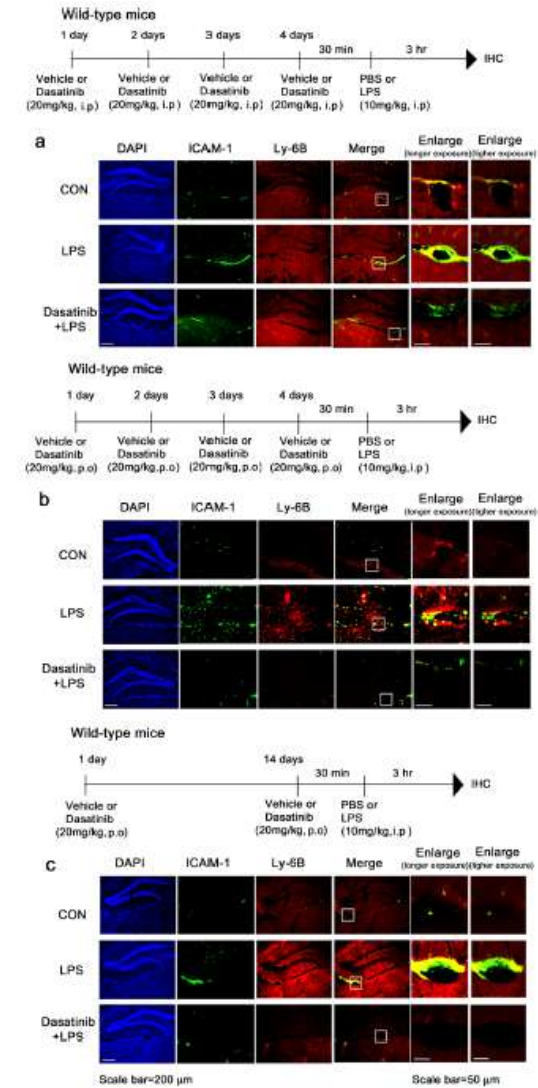 Wild-type mice
1 day 2 days 3 days 4 days 30 min 3 hr
IHC
Vehicle or Vehicle or Vehicle or Vehicle or PBS or
Dasatinib Dasatinib Dasatinib Dasatinib LPS
(20mg/kg, i.p) (20mg/kg, i.p) (20mg/kg, i.p) (20mg/kg, i.p) (10mg/kg, i.p)
a
DAPI ICAM-1 Ly-6B Merge Enlarge Enlarge
(longer exposure) (tigher exposure)
CON
LPS
Dasatinib
+LPS
Wild-type mice
1 day 2 days 3 days 4 days 30 min 3 hr
IHC
Vehicle or Vehicle or Vehicle or Vehicle or PBS or
Dasatinib Dasatinib Dasatinib Dasatinib LPS
(20mg/kg, p.o) (20mg/kg, p.o) (20mg/kg, p.o) (20mg/kg, p.o) (10mg/kg, i.p)
b
DAPI ICAM-1 Ly-6B Merge Enlarge Enlarge
(longer exposure) (tigher exposure)
CON
LPS
Dasatinib
+LPS
Wild-type mice
1 day 14 days
30 min 3 hr
IHC
Vehicle or Vehicle or PBS or
Dasatinib Dasatinib LPS
(20mg/kg, p.o) (20mg/kg, p.o) (10mg/kg, i.p)
c
DAPI ICAM-1 Ly-6B Merge Enlarge Enlarge
(longer exposure) (tigher exposure)
CON
LPS
Dasatinib
+LPS
Scale bar=200 μm Scale bar=50 μm